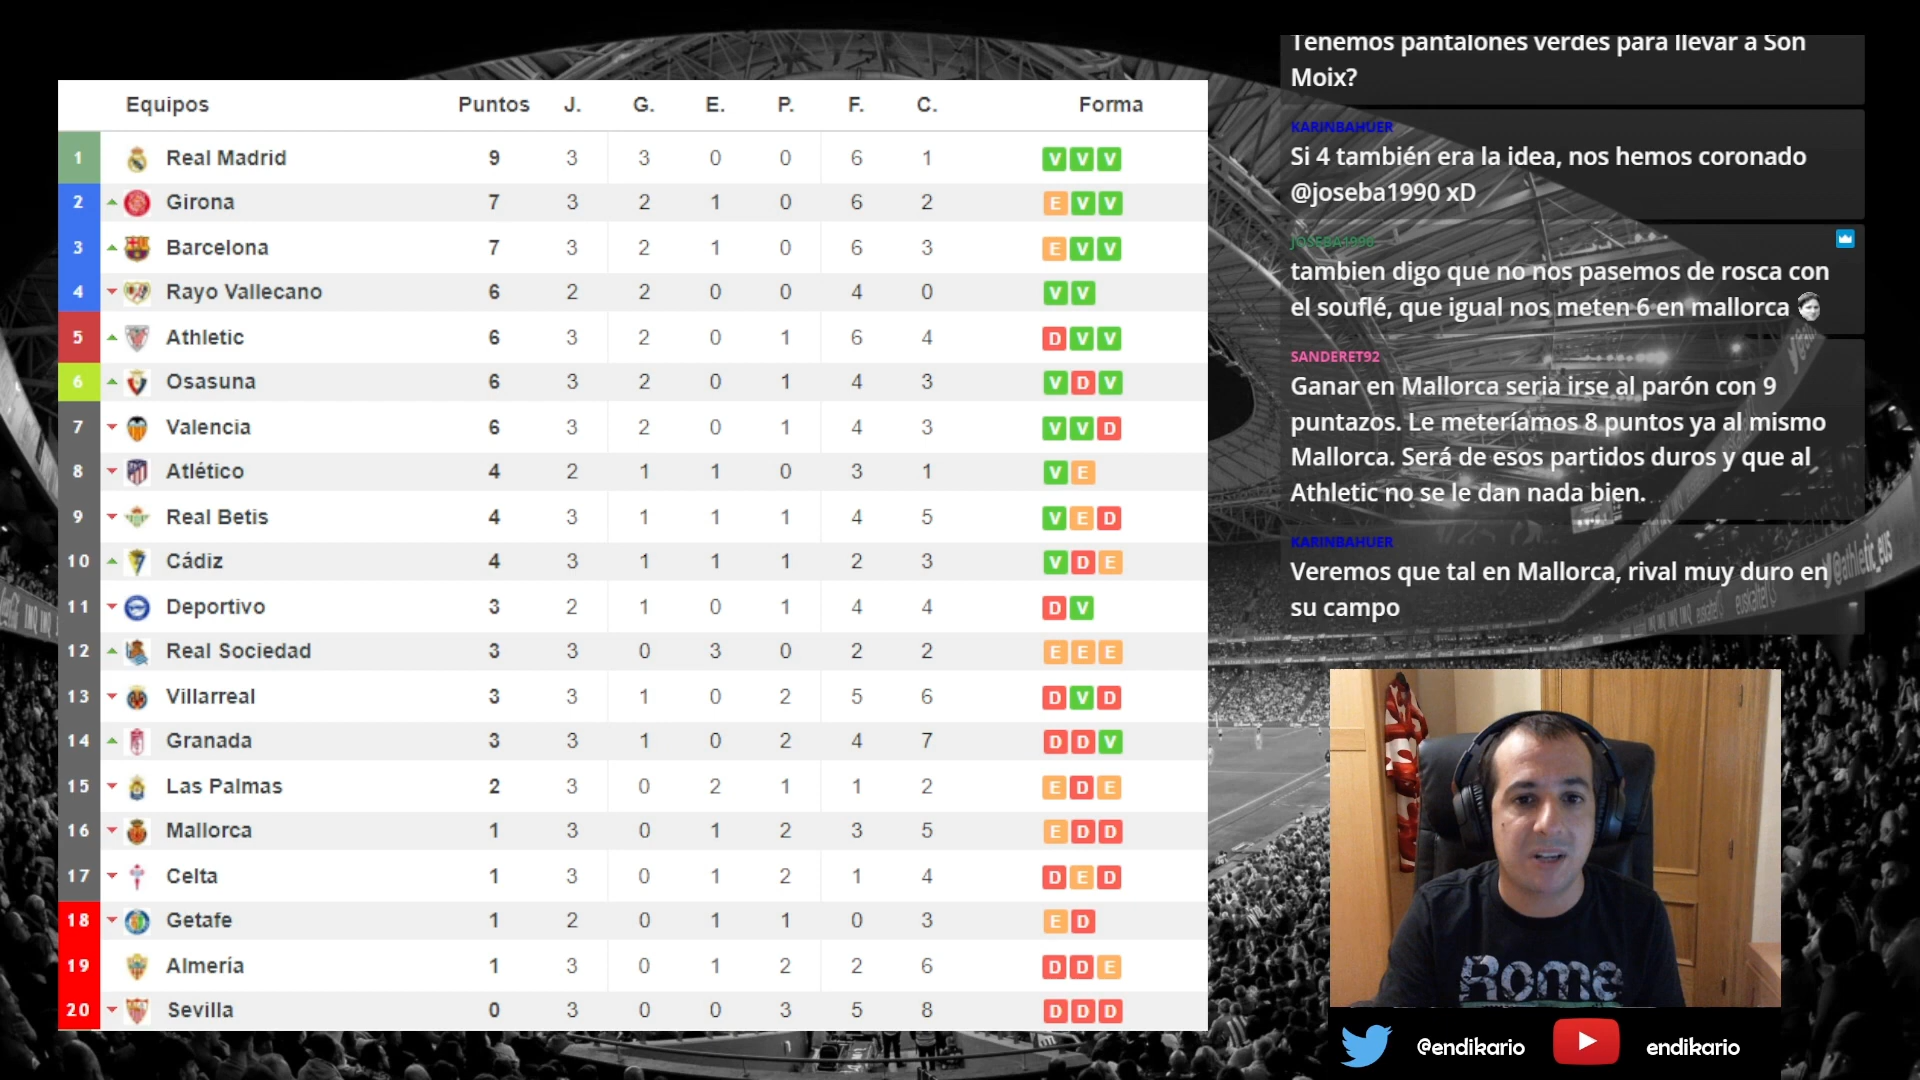 Equipos Puntos J. G. E. P. F. C. Forma
1 Real Madrid 9 3 3 0 0 6 1 V V V
2 Girona 7 3 2 1 0 6 2 E V V
3 Barcelona 7 3 2 1 0 6 3 E V V
4 Rayo Vallecano 6 2 2 0 0 4 0 V V
5 Athletic 6 3 2 0 1 6 4 D V V
6 Osasuna 6 3 2 0 1 4 3 V D V
7 Valencia 6 3 2 0 1 4 3 V V D
8 Atlético 4 2 1 1 0 3 1 V E
9 Real Betis 4 3 1 1 1 4 5 V E D
10 Cádiz 4 3 1 1 1 2 3 V D E
11 Deportivo 3 2 1 0 1 4 4 D V
12 Real Sociedad 3 3 0 3 0 2 2 E E E
13 Villarreal 3 3 1 0 2 5 6 D V D
14 Granada 3 3 1 0 2 4 7 D D V
15 Las Palmas 2 3 0 2 1 1 2 E D E
16 Mallorca 1 3 0 1 2 3 5 E D D
17 Celta 1 3 0 1 2 1 4 D E D
18 Getafe 1 2 0 1 1 0 3 E D
19 Almería 1 3 0 1 2 2 6 D D E
20 Sevilla 0 3 0 0 3 5 8 D D D
Tenemos pantalones verdes para llevar a Son
Moix?
KARINBAHUER
Si 4 también era la idea, nos hemos coronado
@joseba1990 xD
JOSEBA1990
tambien digo que no nos pasemos de rosca con
el souflé, que igual nos meten 6 en mallorca
SANDERET92
Ganar en Mallorca seria irse al parón con 9
puntazos. Le meteríamos 8 puntos ya al mismo
Mallorca. Será de esos partidos duros y que al
Athletic no se le dan nada bien.
KARINBAHUER
Veremos que tal en Mallorca, rival muy duro en
su campo
@athletic_eus
euskaltel
Rome
@endikario
endikario